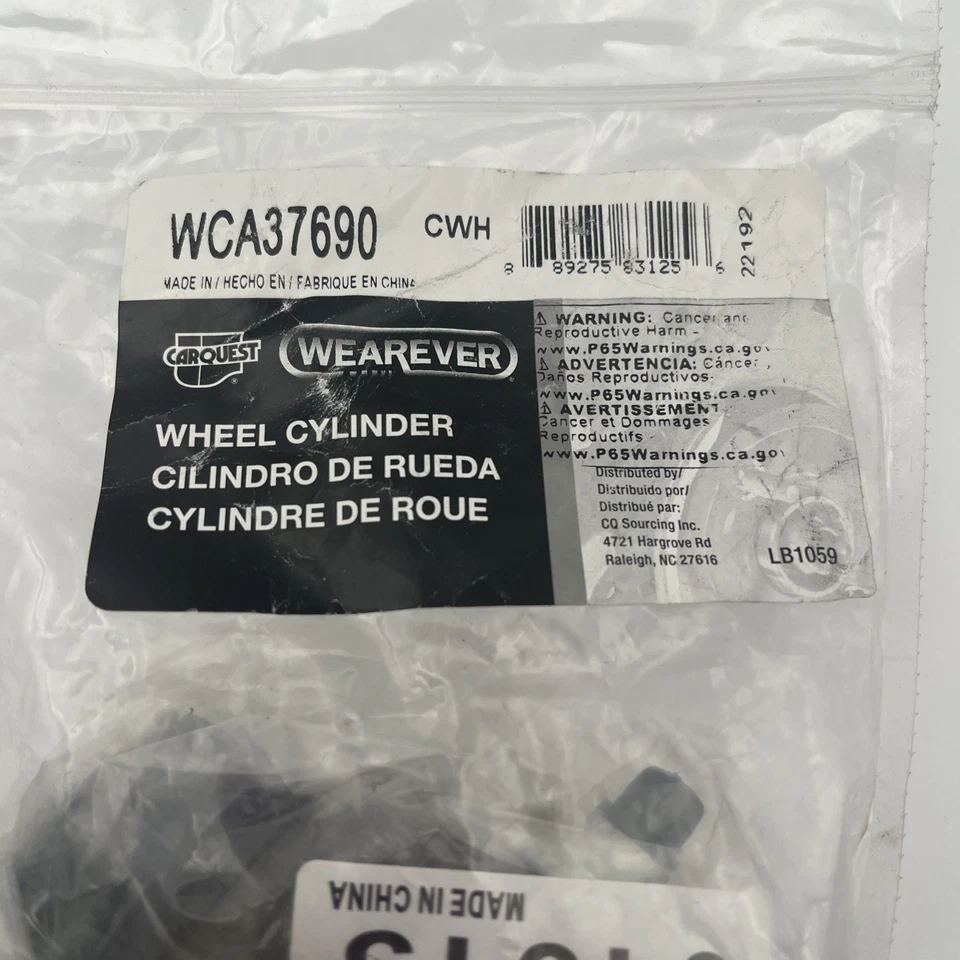 WCA37690 CWH
8 89275 83125 6
22192
MADE IN / HECHO EN / FABRIQUE EN CHINA
CARQUEST ®
WEAREVER ®
WHEEL CYLINDER
CILINDRO DE RUEDA
CYLINDRE DE ROUE
⚠ WARNING: Cancer and
Reproductive Harm -
www.P65Warnings.ca.gov
⚠ ADVERTENCIA: Cáncer,
Daños Reproductivos-
www.P65Warnings.ca.gov
⚠ AVERTISSEMENT
Cancer et Dommages
Reproductifs -
www.P65Warnings.ca.gov
Distributed by/
Distribuido por/
Distribué par:
CQ Sourcing Inc.
4721 Hargrove Rd
Raleigh, NC 27616
LB1059
MADE IN CHINA